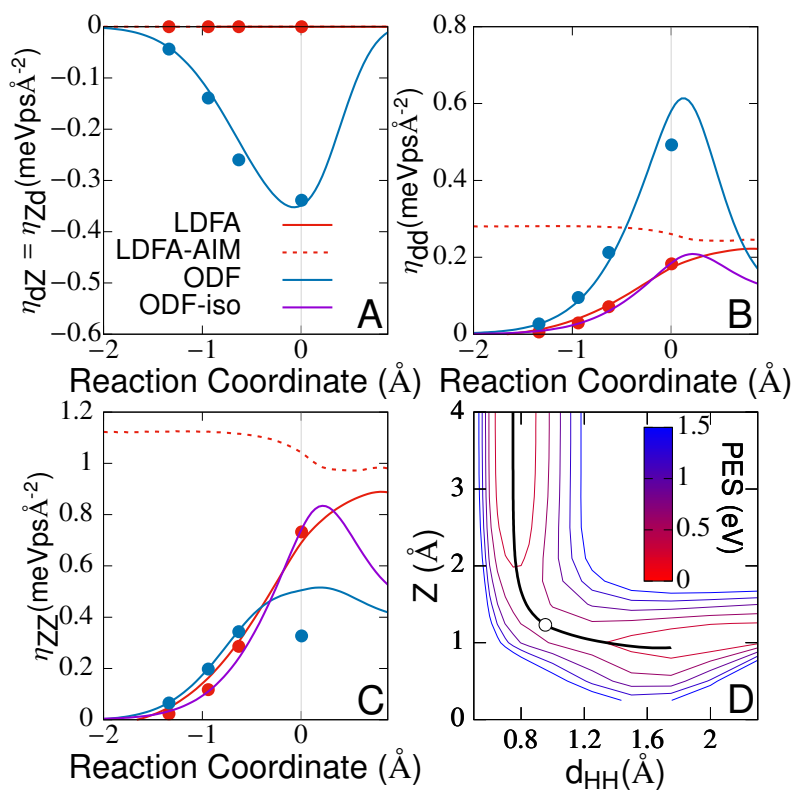 η_dZ = η_Zd (meVpsÅ⁻²)
0
-0.1
-0.2
-0.3
-0.4
-0.5
-0.6
LDFA
LDFA-AIM
ODF
ODF-iso
A
−2 −1 0
Reaction Coordinate (Å)
η_dd (meVpsÅ⁻²)
0.8
0.6
0.4
0.2
0
B
−2 −1 0
Reaction Coordinate (Å)
η_ZZ (meVpsÅ⁻²)
1.2
1
0.8
0.6
0.4
0.2
0
C
−2 −1 0
Reaction Coordinate (Å)
Z (Å)
4
3
2
1
0
1.5
1
0.5
0
PES (eV)
D
0.8 1.2 1.6 2
d_HH (Å)